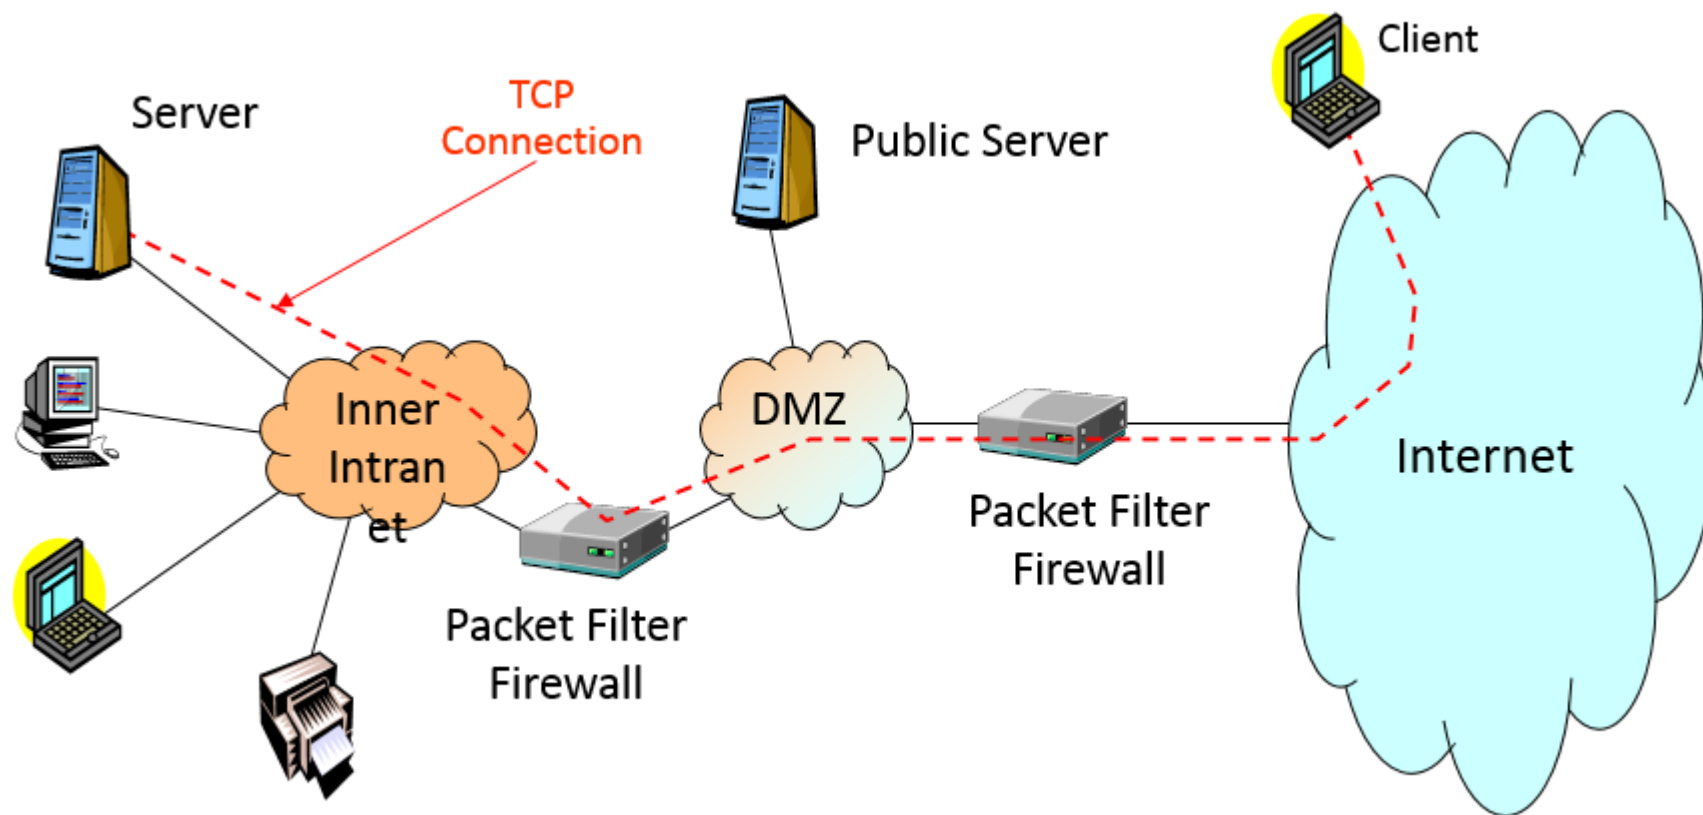 Client
Server
TCP
Connection
Public Server
Inner
Intran
et
DMZ
Internet
Packet Filter
Firewall
Packet Filter
Firewall